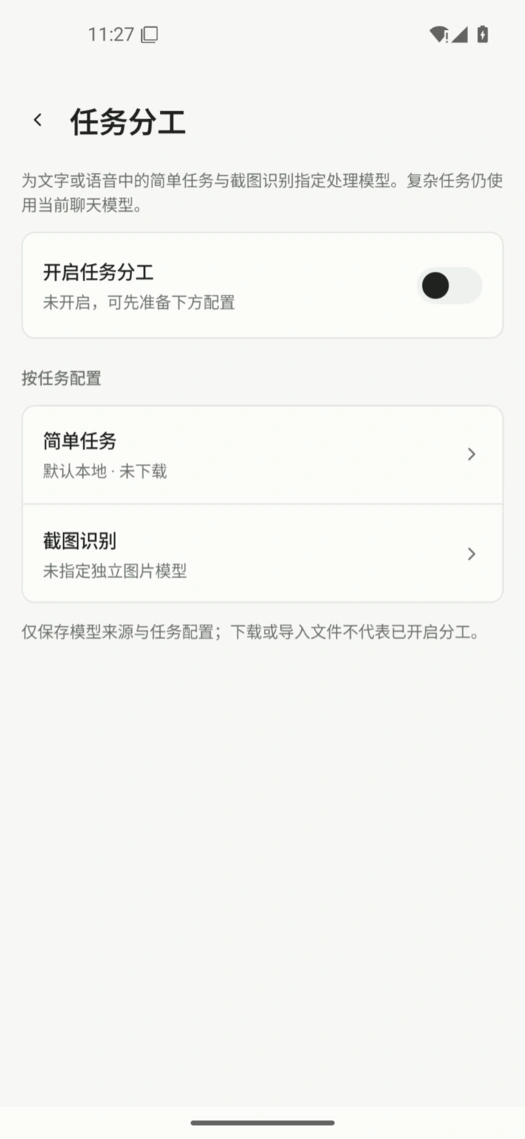 11:27
任务分工
为文字或语音中的简单任务与截图识别指定处理模型。复杂任务仍使
用当前聊天模型。
开启任务分工
未开启，可先准备下方配置
按任务配置
简单任务
默认本地 · 未下载
截图识别
未指定独立图片模型
仅保存模型来源与任务配置；下载或导入文件不代表已开启分工。